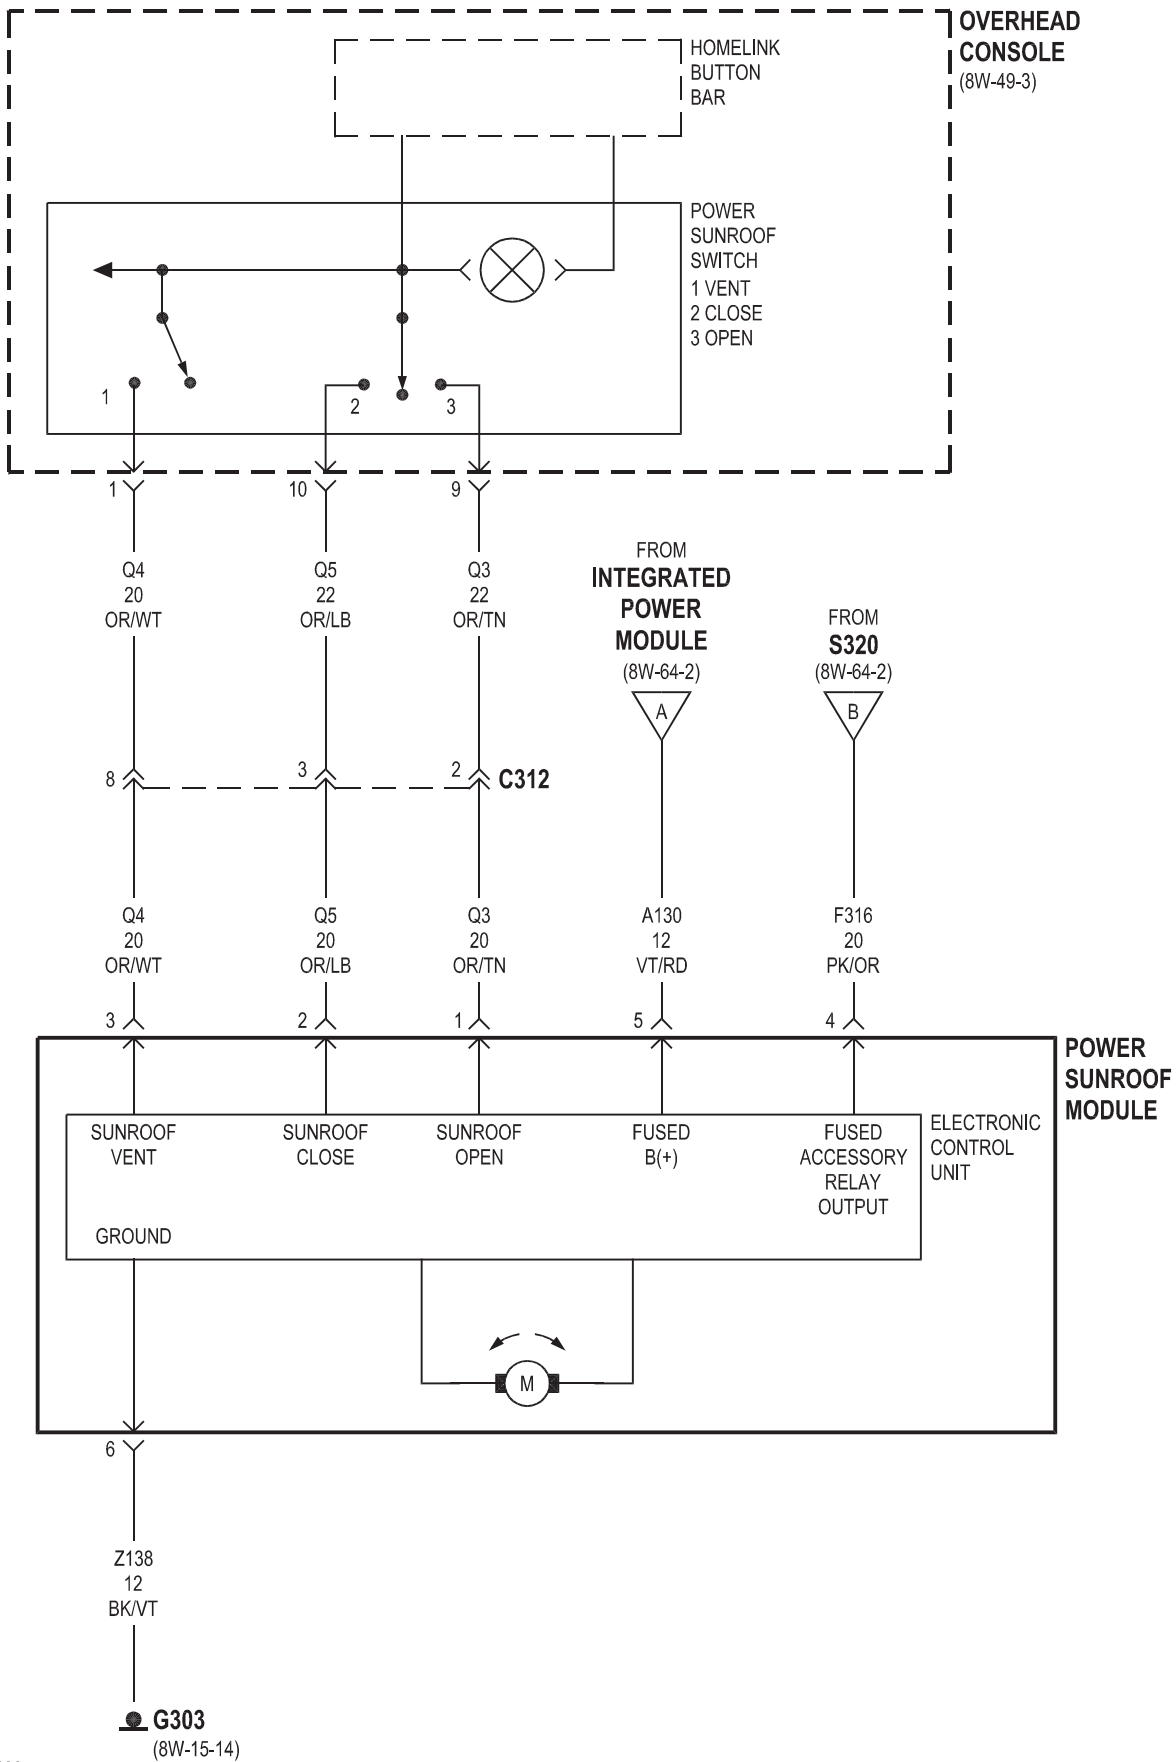 OVERHEAD
CONSOLE
(8W-49-3)
HOMELINK
BUTTON
BAR
POWER
SUNROOF
SWITCH
1 VENT
2 CLOSE
3 OPEN
1
2
3
1
10
9
Q4
20
OR/WT
Q5
22
OR/LB
Q3
22
OR/TN
FROM
INTEGRATED
POWER
MODULE
(8W-64-2)
A
FROM
S320
(8W-64-2)
B
8
3
2
C312
Q4
20
OR/WT
Q5
20
OR/LB
Q3
20
OR/TN
A130
12
VT/RD
F316
20
PK/OR
3
2
1
5
4
POWER
SUNROOF
MODULE
SUNROOF
VENT
SUNROOF
CLOSE
SUNROOF
OPEN
FUSED
B(+)
FUSED
ACCESSORY
RELAY
OUTPUT
ELECTRONIC
CONTROL
UNIT
GROUND
M
6
Z138
12
BK/VT
G303
(8W-15-14)